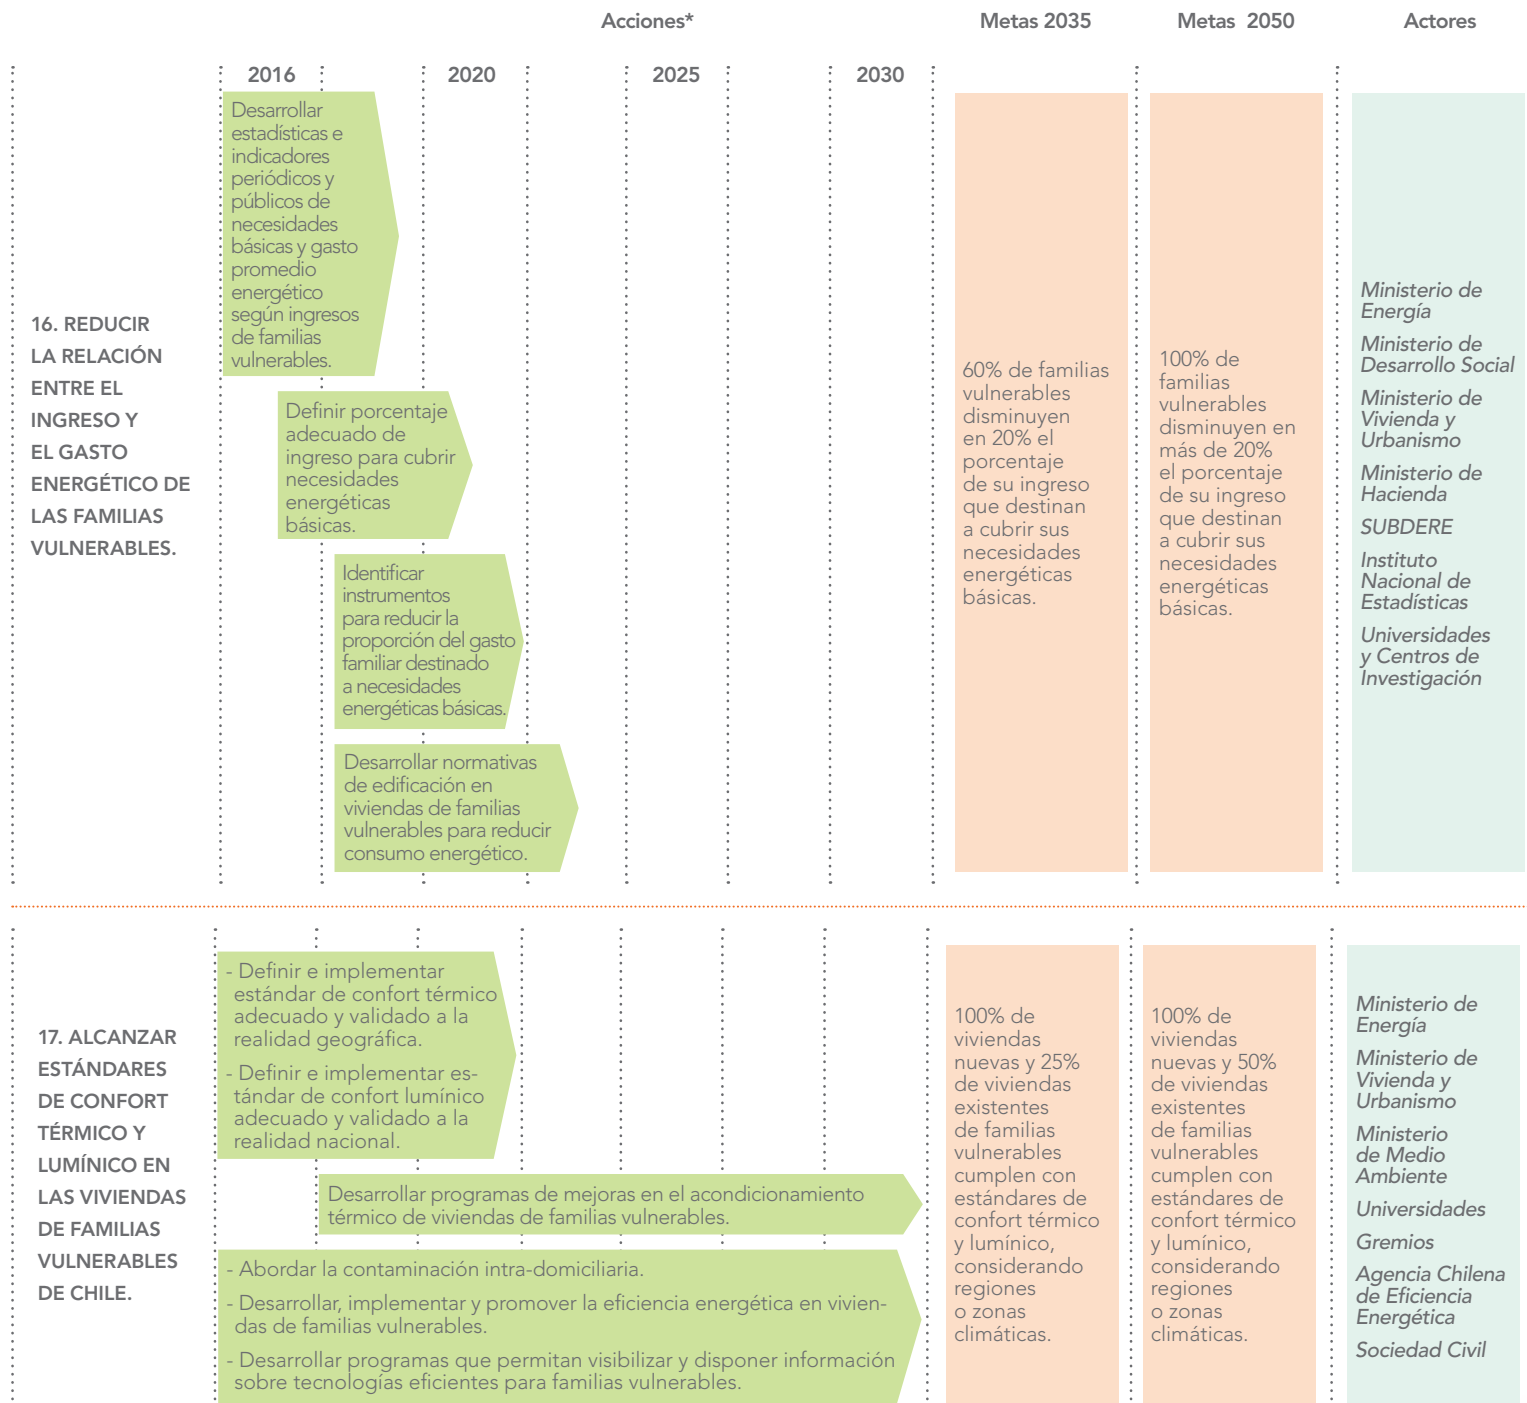 Acciones*
Metas 2035
Metas 2050
Actores
2016
2020
2025
2030
16. REDUCIR
LA RELACIÓN
ENTRE EL
INGRESO Y
EL GASTO
ENERGÉTICO DE
LAS FAMILIAS
VULNERABLES.
Desarrollar
estadísticas e
indicadores
periódicos y
públicos de
necesidades
básicas y gasto
promedio
energético
según ingresos
de familias
vulnerables.
Definir porcentaje
adecuado de
ingreso para cubrir
necesidades
energéticas
básicas.
Identificar
instrumentos
para reducir la
proporción del gasto
familiar destinado
a necesidades
energéticas básicas.
Desarrollar normativas
de edificación en
viviendas de familias
vulnerables para reducir
consumo energético.
60% de familias
vulnerables
disminuyen
en 20% el
porcentaje
de su ingreso
que destinan
a cubrir sus
necesidades
energéticas
básicas.
100% de
familias
vulnerables
disminuyen en
más de 20%
el porcentaje
de su ingreso
que destinan
a cubrir sus
necesidades
energéticas
básicas.
Ministerio de
Energía
Ministerio de
Desarrollo Social
Ministerio de
Vivienda y
Urbanismo
Ministerio de
Hacienda
SUBDERE
Instituto
Nacional de
Estadísticas
Universidades
y Centros de
Investigación
17. ALCANZAR
ESTÁNDARES
DE CONFORT
TÉRMICO Y
LUMÍNICO EN
LAS VIVIENDAS
DE FAMILIAS
VULNERABLES
DE CHILE.
- Definir e implementar
estándar de confort térmico
adecuado y validado a la
realidad geográfica.
- Definir e implementar es-
tándar de confort lumínico
adecuado y validado a la
realidad nacional.
Desarrollar programas de mejoras en el acondicionamiento
térmico de viviendas de familias vulnerables.
- Abordar la contaminación intra-domiciliaria.
- Desarrollar, implementar y promover la eficiencia energética en vivien-
das de familias vulnerables.
- Desarrollar programas que permitan visibilizar y disponer información
sobre tecnologías eficientes para familias vulnerables.
100% de
viviendas
nuevas y 25%
de viviendas
existentes
de familias
vulnerables
cumplen con
estándares de
confort térmico
y lumínico,
considerando
regiones
o zonas
climáticas.
100% de
viviendas
nuevas y 50%
de viviendas
existentes
de familias
vulnerables
cumplen con
estándares de
confort térmico
y lumínico,
considerando
regiones
o zonas
climáticas.
Ministerio de
Energía
Ministerio de
Vivienda y
Urbanismo
Ministerio
de Medio
Ambiente
Universidades
Gremios
Agencia Chilena
de Eficiencia
Energética
Sociedad Civil